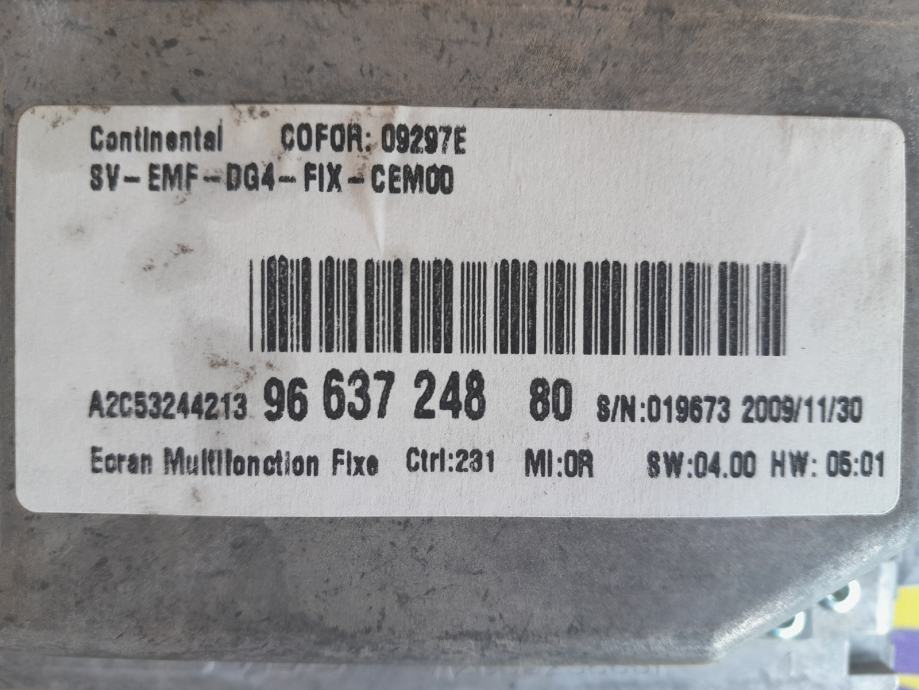 Continental COFOR: 09297E
SV-EMF-DG4-FIX-CEM00
A2C53244213 96 637 248 80 S/N:019673 2009/11/30
Ecran Multifonction Fixe Ctrl:231 MI:0R SW:04.00 HW: 05:01